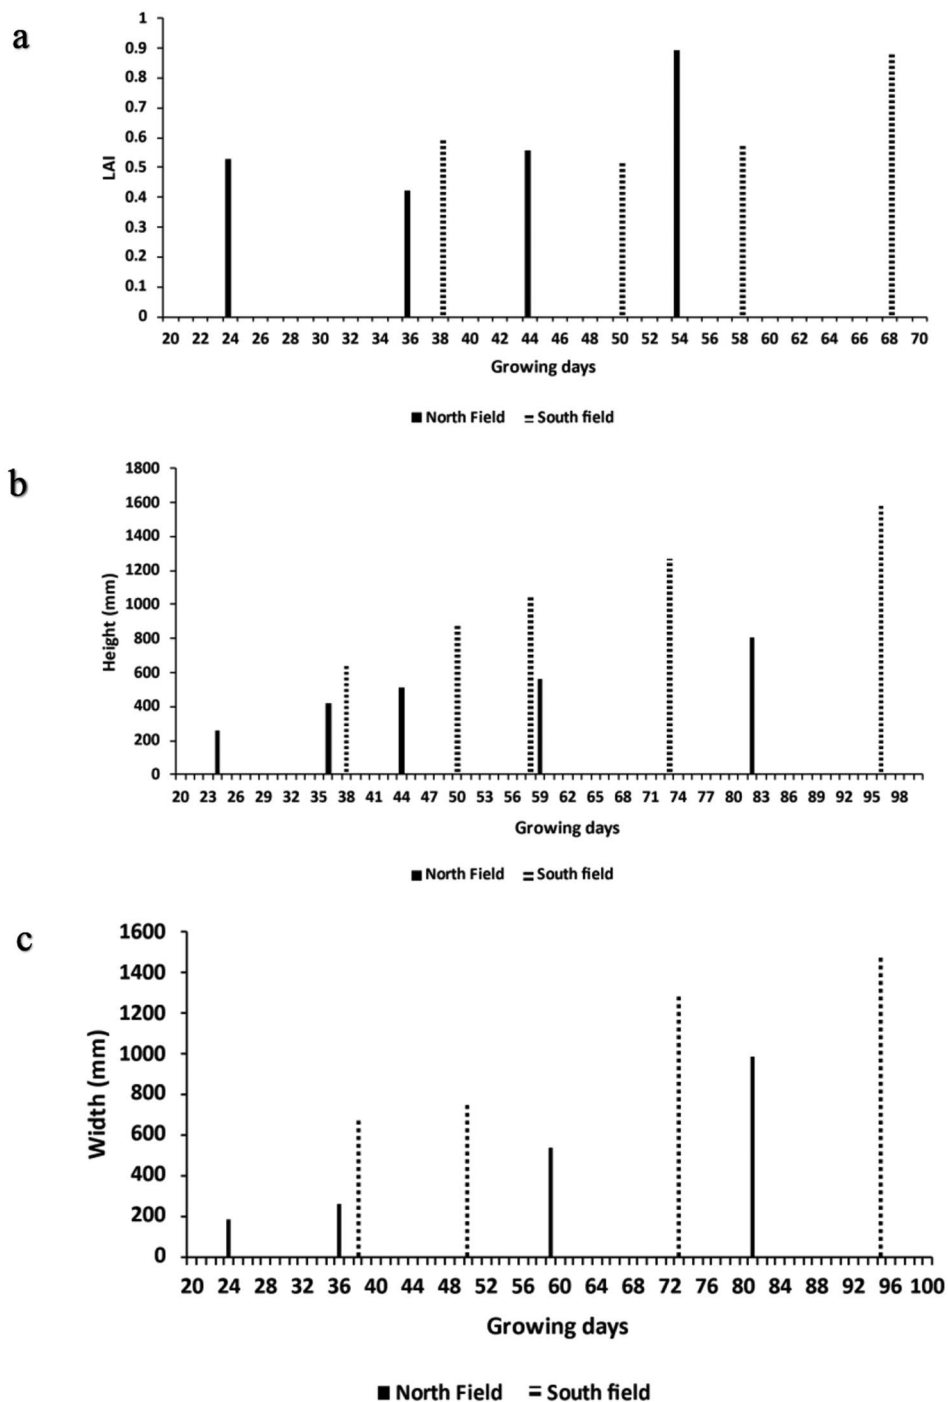 a
1
0.9
0.8
0.7
0.6
0.5
0.4
0.3
0.2
0.1
0
LAI
20 22 24 26 28 30 32 34 36 38 40 42 44 46 48 50 52 54 56 58 60 62 64 66 68 70
Growing days
North Field South field
b
1800
1600
1400
1200
1000
800
600
400
200
0
Height (mm)
20 23 26 29 32 35 38 41 44 47 50 53 56 59 62 65 68 71 74 77 80 83 86 89 92 95 98
Growing days
North Field South field
c
1600
1400
1200
1000
800
600
400
200
0
Width (mm)
20 24 28 32 36 40 44 48 52 56 60 64 68 72 76 80 84 88 92 96 100
Growing days
North Field South field